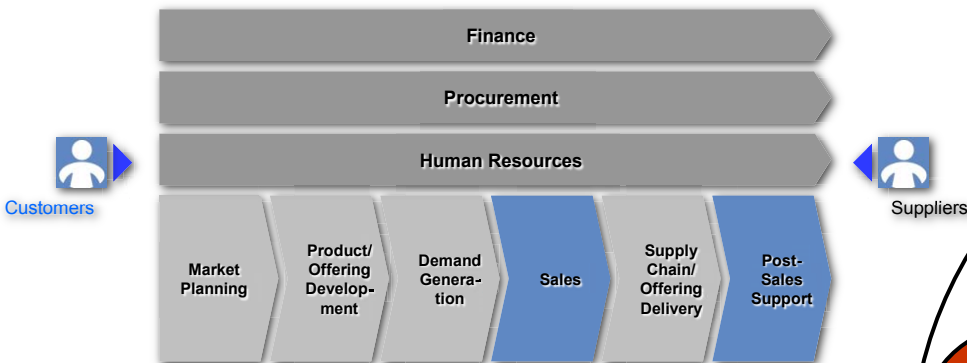 Finance
Procurement
Human Resources
Customers
Suppliers
Market
Planning
Product/
Offering
Develop-
ment
Demand
Genera-
tion
Sales
Supply
Chain/
Offering
Delivery
Post-
Sales
Support